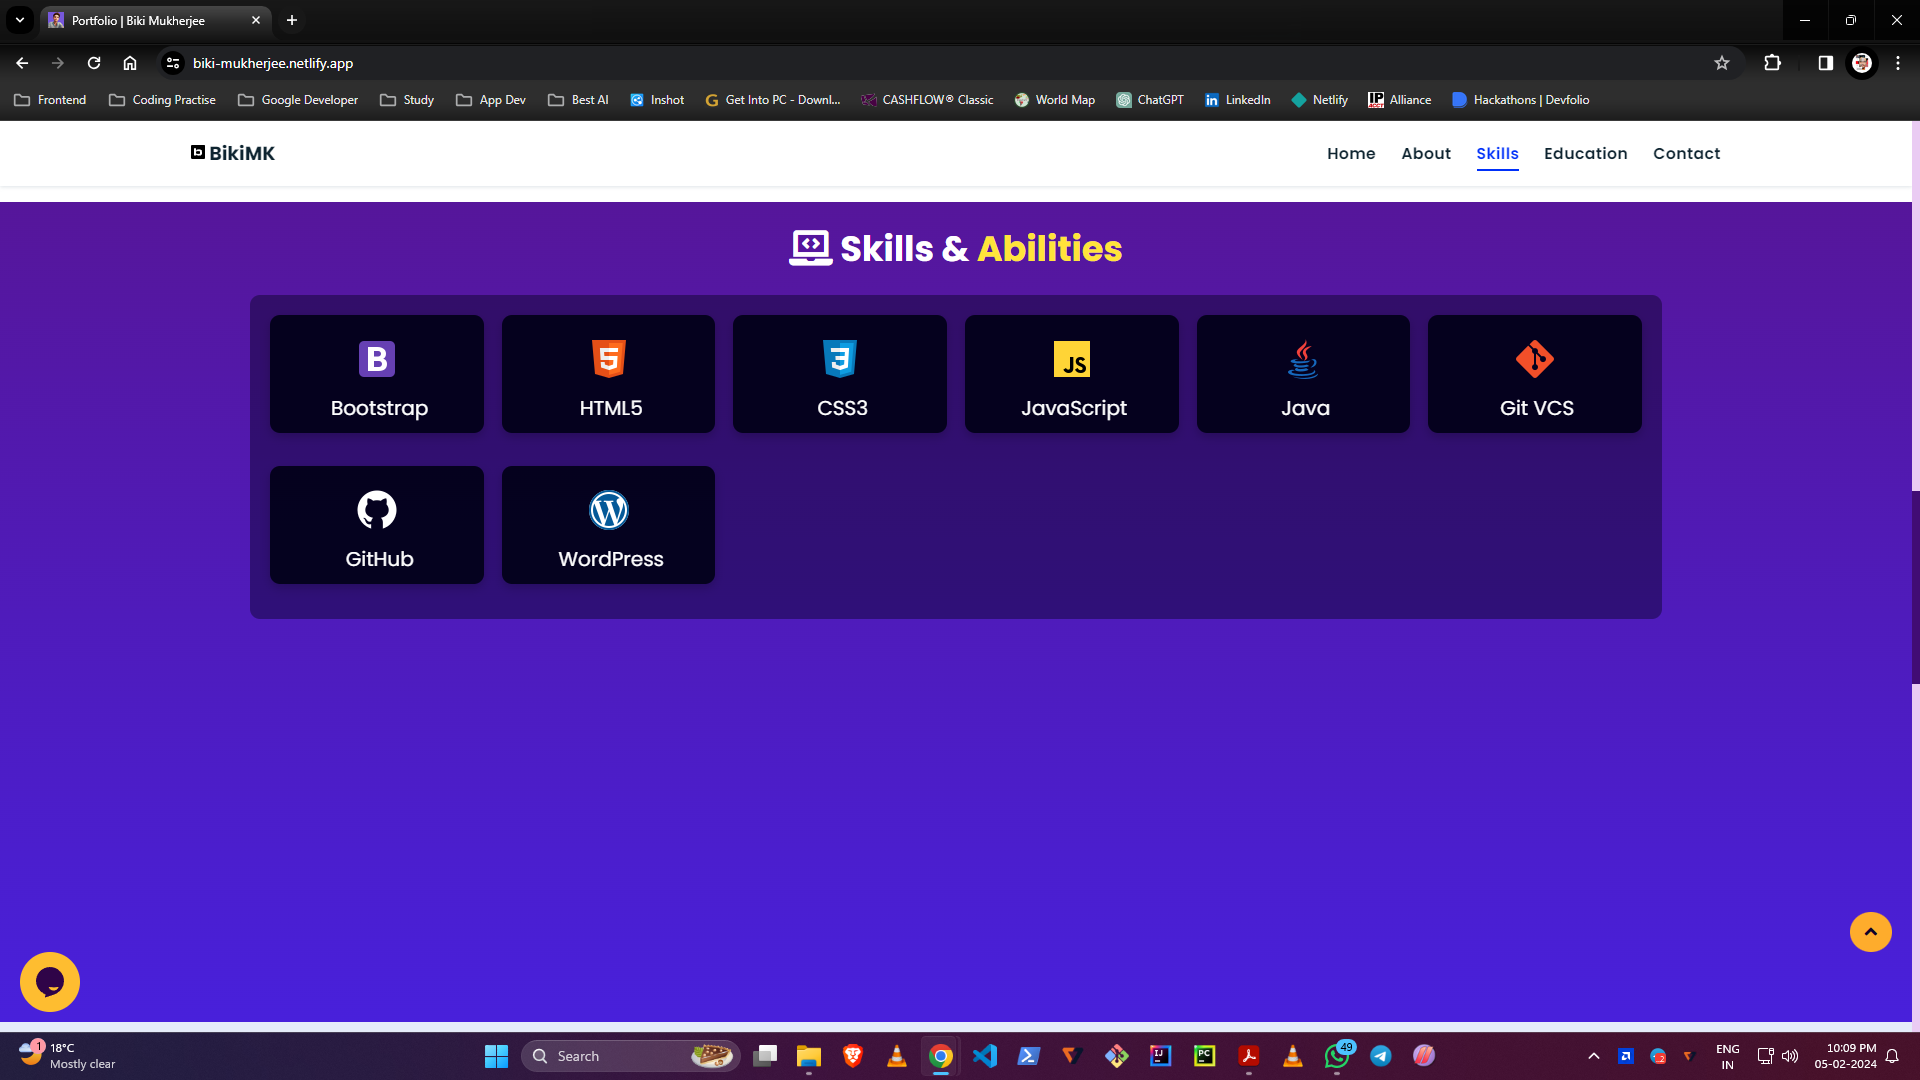 Portfolio | Biki Mukherjee
biki-mukherjee.netlify.app
Frontend Coding Practise Google Developer Study App Dev Best AI Inshot Get Into PC - Downl... CASHFLOW® Classic World Map ChatGPT LinkedIn Netlify Alliance Hackathons | Devfolio
BikiMK Home About Skills Education Contact
Skills & Abilities
Bootstrap HTML5 CSS3 JavaScript Java Git VCS
GitHub WordPress
18°C
Mostly clear
Search
49
ENG
IN
10:09 PM
05-02-2024